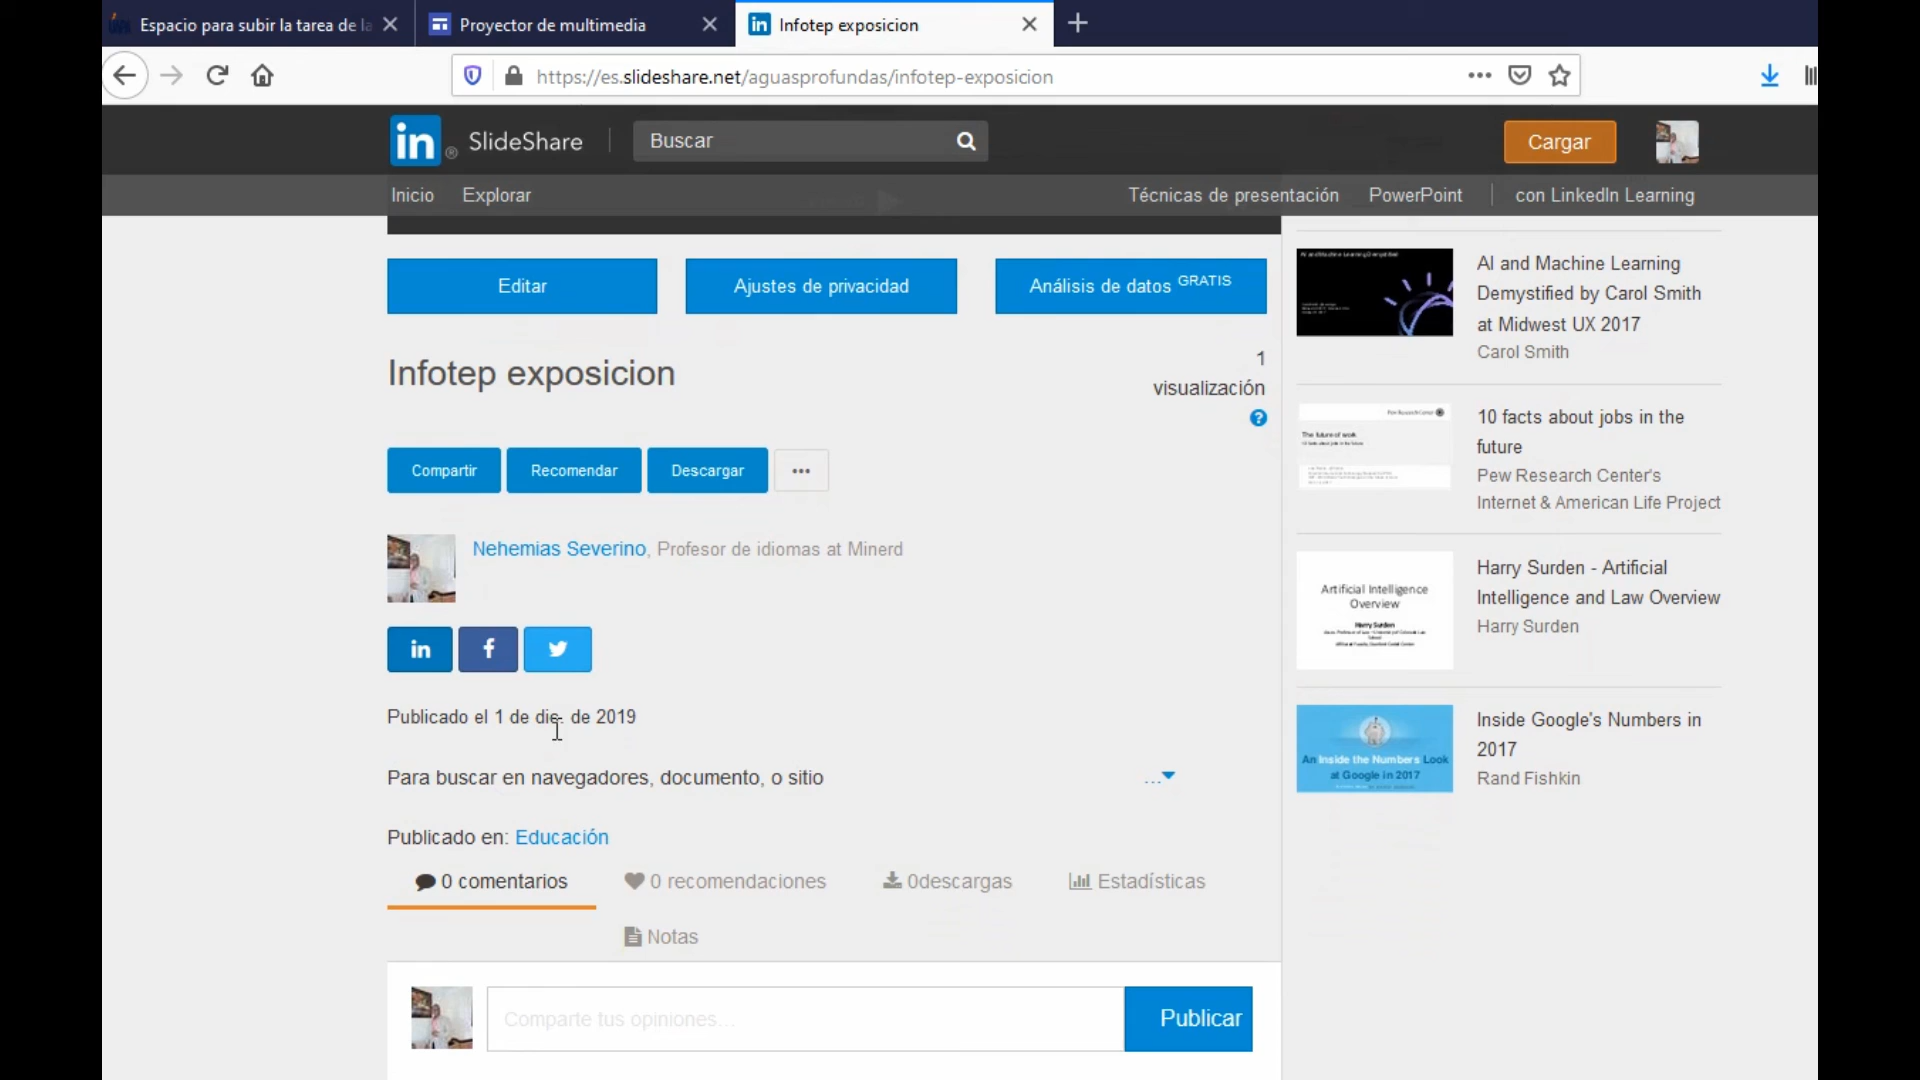 Espacio para subir la tarea de la
Proyector de multimedia
Infotep exposicion
https://es.slideshare.net/aguasprofundas/infotep-exposicion
in ® SlideShare
Buscar
Cargar
Inicio
Explorar
Técnicas de presentación
PowerPoint
con LinkedIn Learning
Editar
Ajustes de privacidad
Análisis de datos GRATIS
Infotep exposicion
1
visualización
Compartir
Recomendar
Descargar
Nehemias Severino, Profesor de idiomas at Minerd
Publicado el 1 de dic. de 2019
Para buscar en navegadores, documento, o sitio
...
Publicado en: Educación
0 comentarios
0 recomendaciones
0descargas
Estadísticas
Notas
Comparte tus opiniones...
Publicar
AI and Machine Learning
Demystified by Carol Smith
at Midwest UX 2017
Carol Smith
The future of work
10 facts about jobs in the
future
Pew Research Center's
Internet & American Life Project
Artificial Intelligence
Overview
Harry Surden
Harry Surden - Artificial
Intelligence and Law Overview
Harry Surden
An Inside the Numbers Look
at Google in 2017
Inside Google's Numbers in
2017
Rand Fishkin